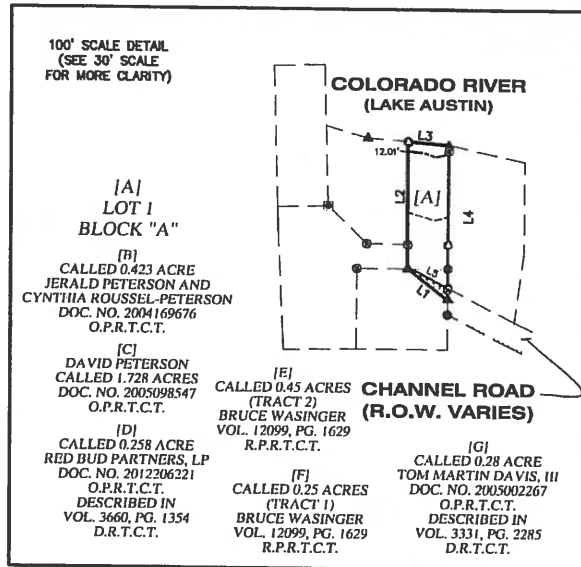 100' SCALE DETAIL
(SEE 30' SCALE
FOR MORE CLARITY)
COLORADO RIVER
(LAKE AUSTIN)
L3
12.01'
L2
[A]
L4
L5
L1
[A]
LOT 1
BLOCK "A"
[B]
CALLED 0.423 ACRE
JERALD PETERSON AND
CYNTHIA ROUSSEL-PETERSON
DOC. NO. 2004169676
O.P.R.T.C.T.
[C]
DAVID PETERSON
CALLED 1.728 ACRES
DOC. NO. 2005098547
O.P.R.T.C.T.
[D]
CALLED 0.258 ACRE
RED BUD PARTNERS, LP
DOC. NO. 2012206221
O.P.R.T.C.T.
DESCRIBED IN
VOL. 3660, PG. 1354
D.R.T.C.T.
[E]
CALLED 0.45 ACRES
(TRACT 2)
BRUCE WASINGER
VOL. 12099, PG. 1629
R.P.R.T.C.T.
[F]
CALLED 0.25 ACRES
(TRACT 1)
BRUCE WASINGER
VOL. 12099, PG. 1629
R.P.R.T.C.T.
CHANNEL ROAD
(R.O.W. VARIES)
[G]
CALLED 0.28 ACRE
TOM MARTIN DAVIS, III
DOC. NO. 2005002267
O.P.R.T.C.T.
DESCRIBED IN
VOL. 3331, PG. 2285
D.R.T.C.T.